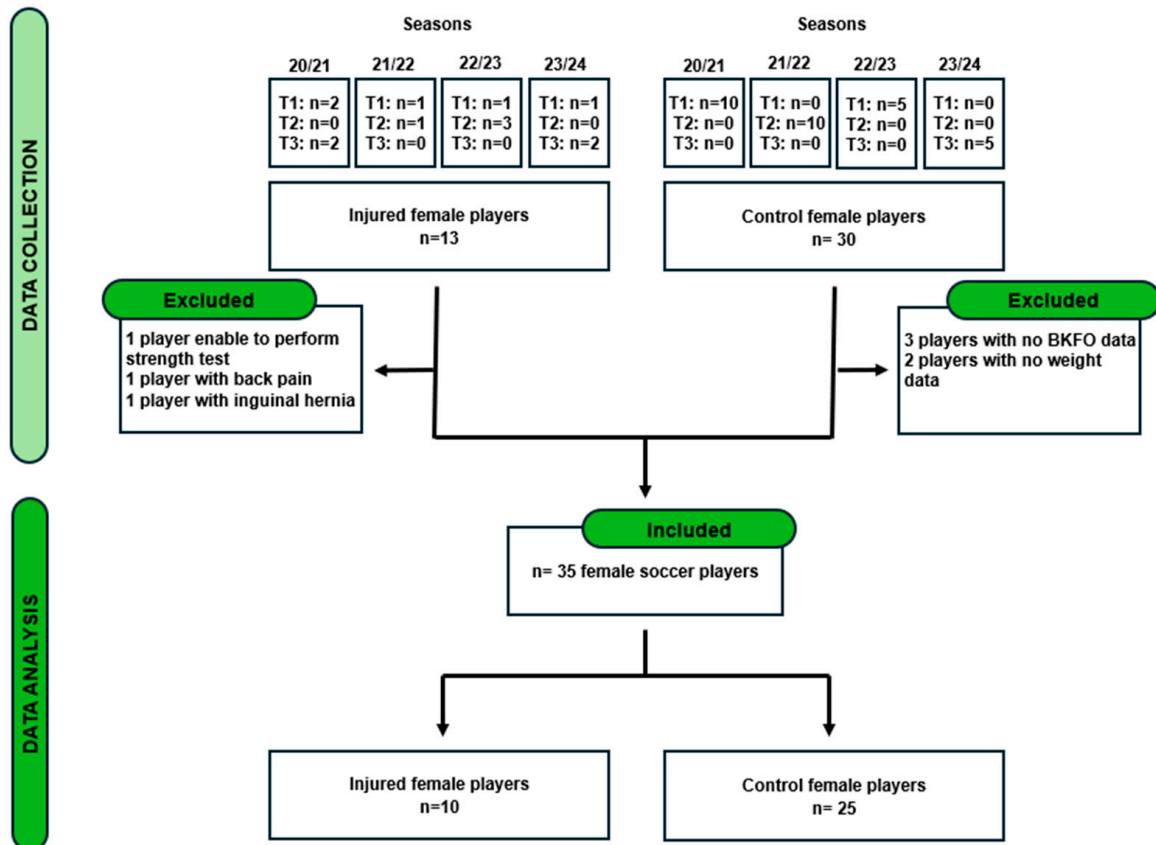 Seasons
20/21
21/22
22/23
23/24
T1: n=2
T2: n=0
T3: n=2
T1: n=1
T2: n=1
T3: n=0
T1: n=1
T2: n=3
T3: n=0
T1: n=1
T2: n=0
T3: n=2
Seasons
20/21
21/22
22/23
23/24
T1: n=10
T2: n=0
T3: n=0
T1: n=0
T2: n=10
T3: n=0
T1: n=5
T2: n=0
T3: n=0
T1: n=0
T2: n=0
T3: n=5
DATA COLLECTION
Injured female players
n=13
Control female players
n= 30
Excluded
1 player enable to perform
strength test
1 player with back pain
1 player with inguinal hernia
Excluded
3 players with no BKFO data
2 players with no weight
data
DATA ANALYSIS
Included
n= 35 female soccer players
Injured female players
n=10
Control female players
n= 25